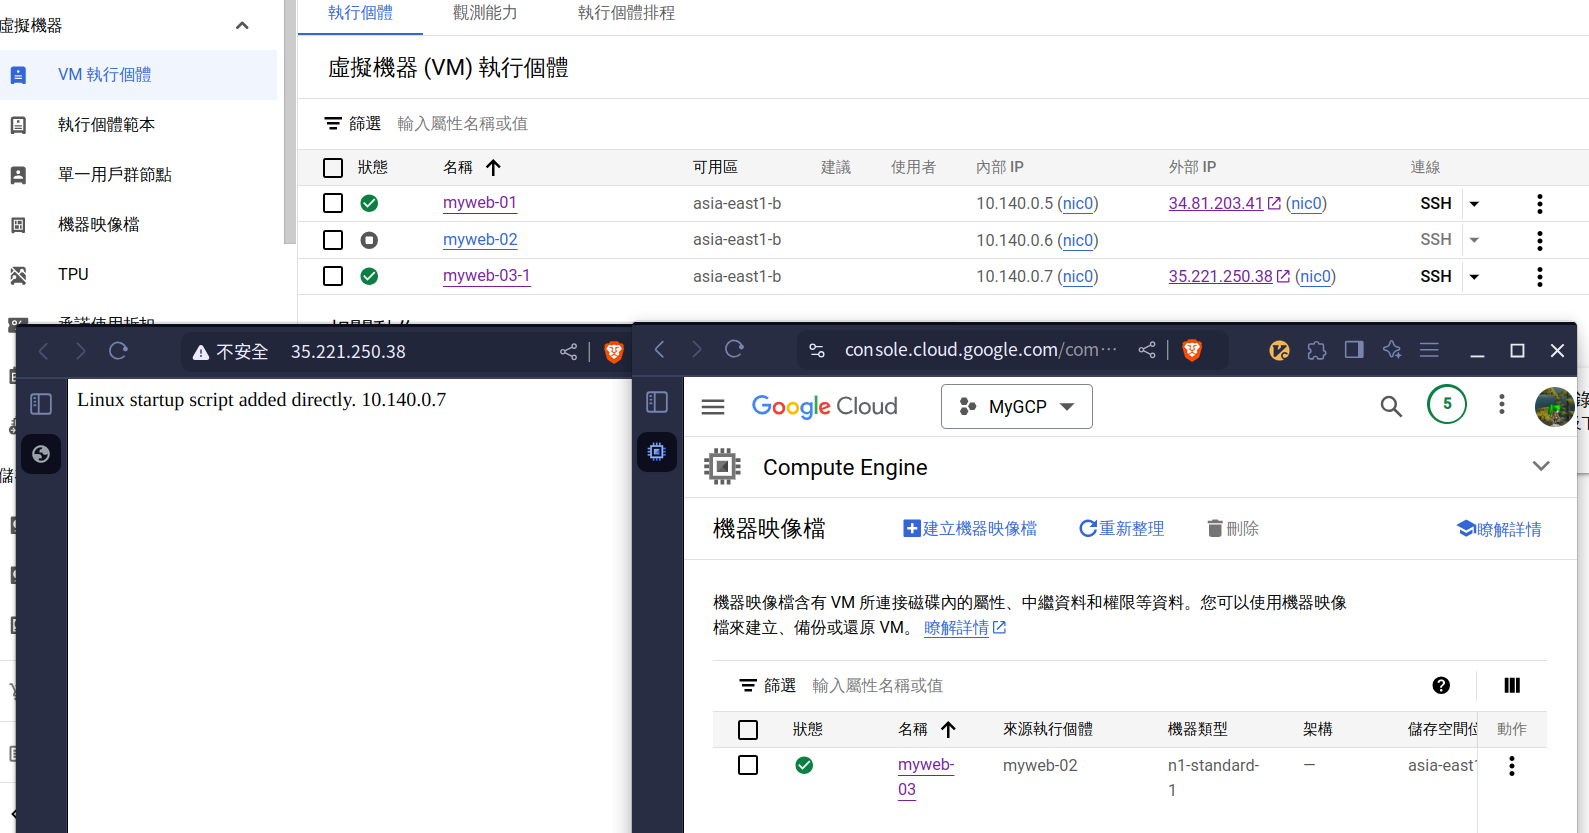 虛擬機器
VM 執行個體
執行個體範本
單一用戶群節點
機器映像檔
TPU
承諾使用折扣
執行個體 觀測能力 執行個體排程
虛擬機器 (VM) 執行個體
篩選 輸入屬性名稱或值
狀態 名稱 可用區 建議 使用者 內部 IP 外部 IP 連線
myweb-01 asia-east1-b 10.140.0.5 (nic0) 34.81.203.41 (nic0) SSH
myweb-02 asia-east1-b 10.140.0.6 (nic0) SSH
myweb-03-1 asia-east1-b 10.140.0.7 (nic0) 35.221.250.38 (nic0) SSH
不安全 35.221.250.38
Linux startup script added directly. 10.140.0.7
console.cloud.google.com/com…
Google Cloud MyGCP 5
Compute Engine
機器映像檔 建立機器映像檔 重新整理 刪除 瞭解詳情
機器映像檔含有 VM 所連接磁碟內的屬性、中繼資料和權限等資料。您可以使用機器映像
檔來建立、備份或還原 VM。 瞭解詳情
篩選 輸入屬性名稱或值
狀態 名稱 來源執行個體 機器類型 架構 儲存空間位 動作
myweb-03 myweb-02 n1-standard-1 — asia-east